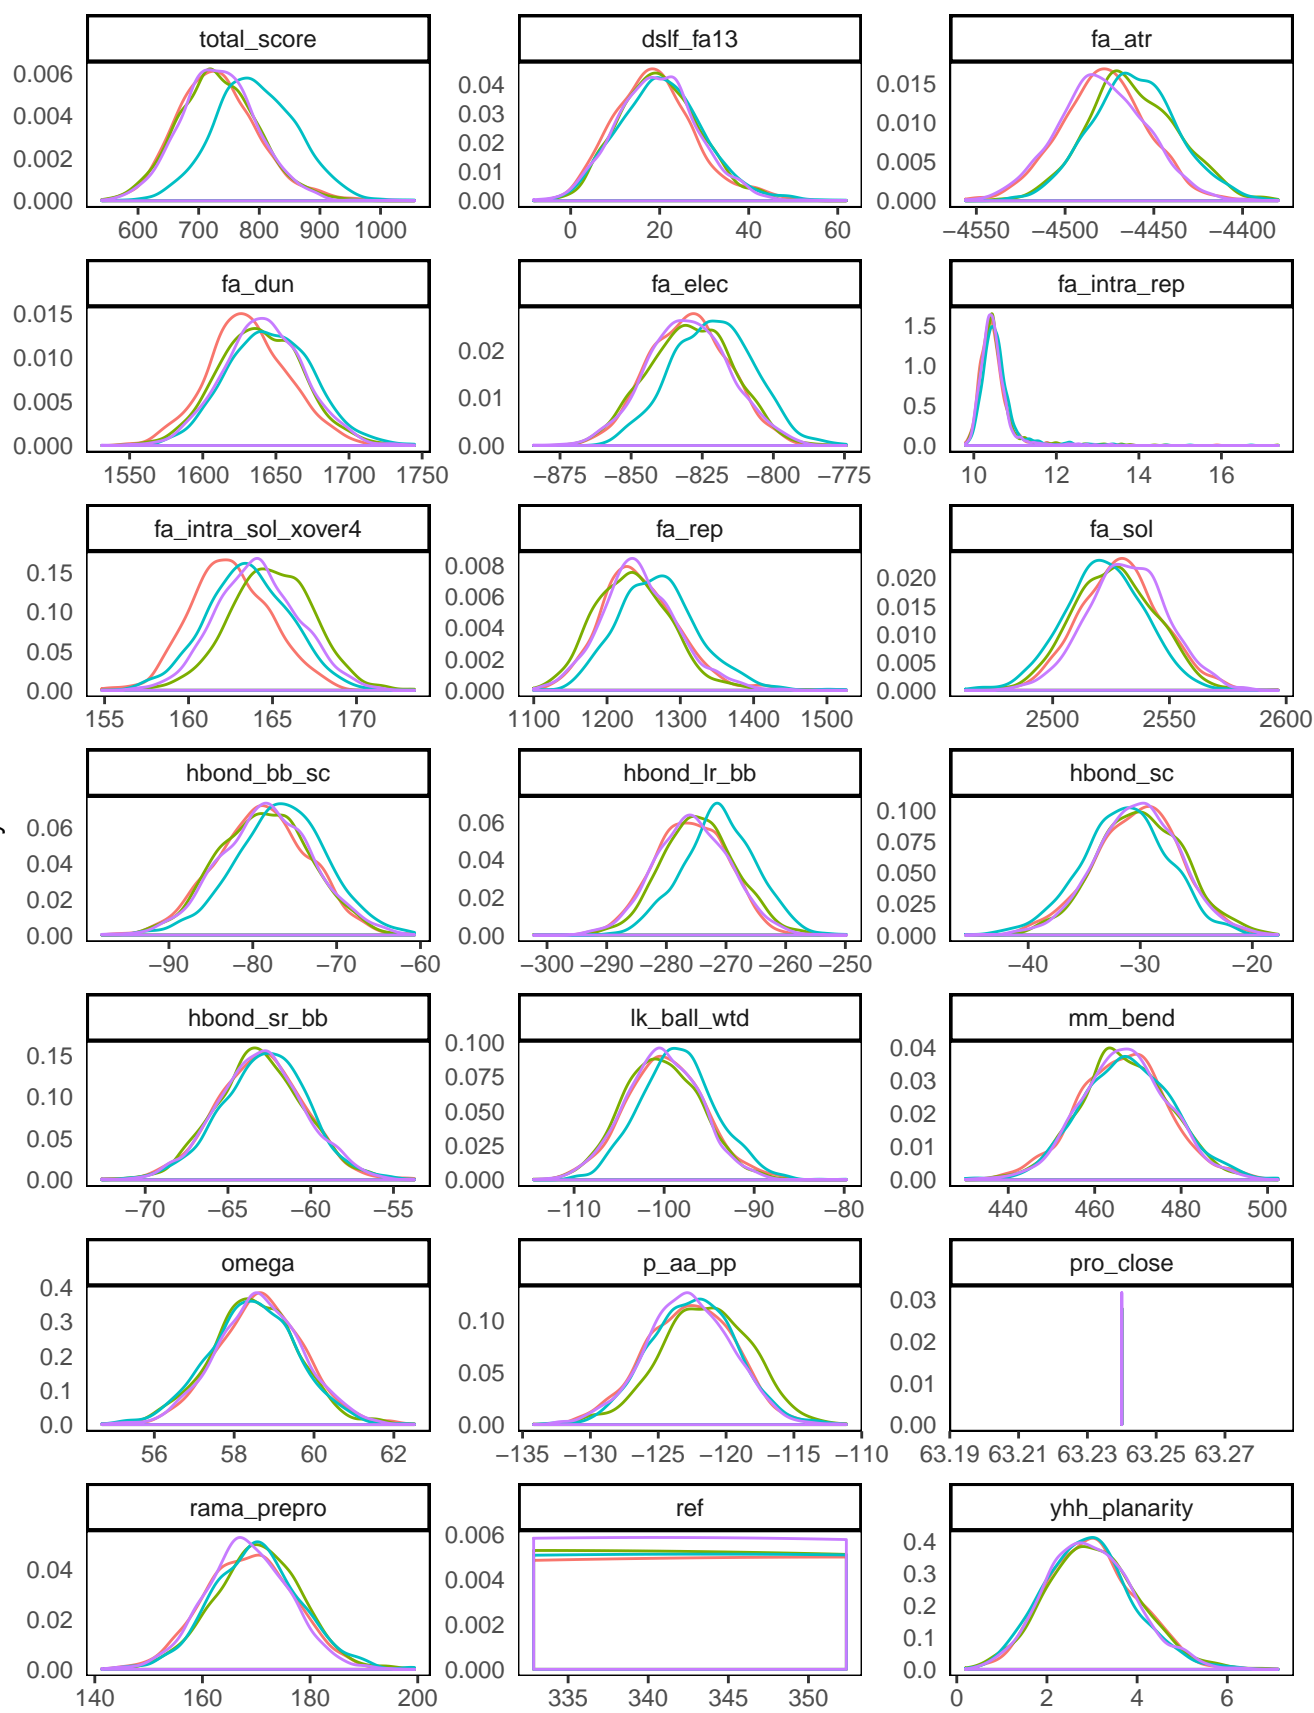 total_score dslf_fa13 fa_atr
0.006 0.004 0.002 0.000
600 700 800 900 1000
0.04 0.03 0.02 0.01 0.00
0 20 40 60
0.015 0.010 0.005 0.000
−4550 −4500 −4450 −4400
fa_dun fa_elec fa_intra_rep
0.015 0.010 0.005 0.000
1550 1600 1650 1700 1750
0.02 0.01 0.00
−875 −850 −825 −800 −775
1.5 1.0 0.5 0.0
10 12 14 16
fa_intra_sol_xover4 fa_rep fa_sol
0.15 0.10 0.05 0.00
155 160 165 170
0.008 0.006 0.004 0.002 0.000
1100 1200 1300 1400 1500
0.020 0.015 0.010 0.005 0.000
2500 2550 2600
hbond_bb_sc hbond_lr_bb hbond_sc
0.06 0.04 0.02 0.00
−90 −80 −70 −60
0.06 0.04 0.02 0.00
−300 −290 −280 −270 −260 −250
0.100 0.075 0.050 0.025 0.000
−40 −30 −20
hbond_sr_bb lk_ball_wtd mm_bend
0.15 0.10 0.05 0.00
−70 −65 −60 −55
0.100 0.075 0.050 0.025 0.000
−110 −100 −90 −80
0.04 0.03 0.02 0.01 0.00
440 460 480 500
omega p_aa_pp pro_close
0.4 0.3 0.2 0.1 0.0
56 58 60 62
0.10 0.05 0.00
−135 −130 −125 −120 −115 −110
0.03 0.02 0.01 0.00
63.19 63.21 63.23 63.25 63.27
rama_prepro ref yhh_planarity
0.04 0.02 0.00
140 160 180 200
0.006 0.004 0.002 0.000
335 340 345 350
0.4 0.3 0.2 0.1 0.0
0 2 4 6